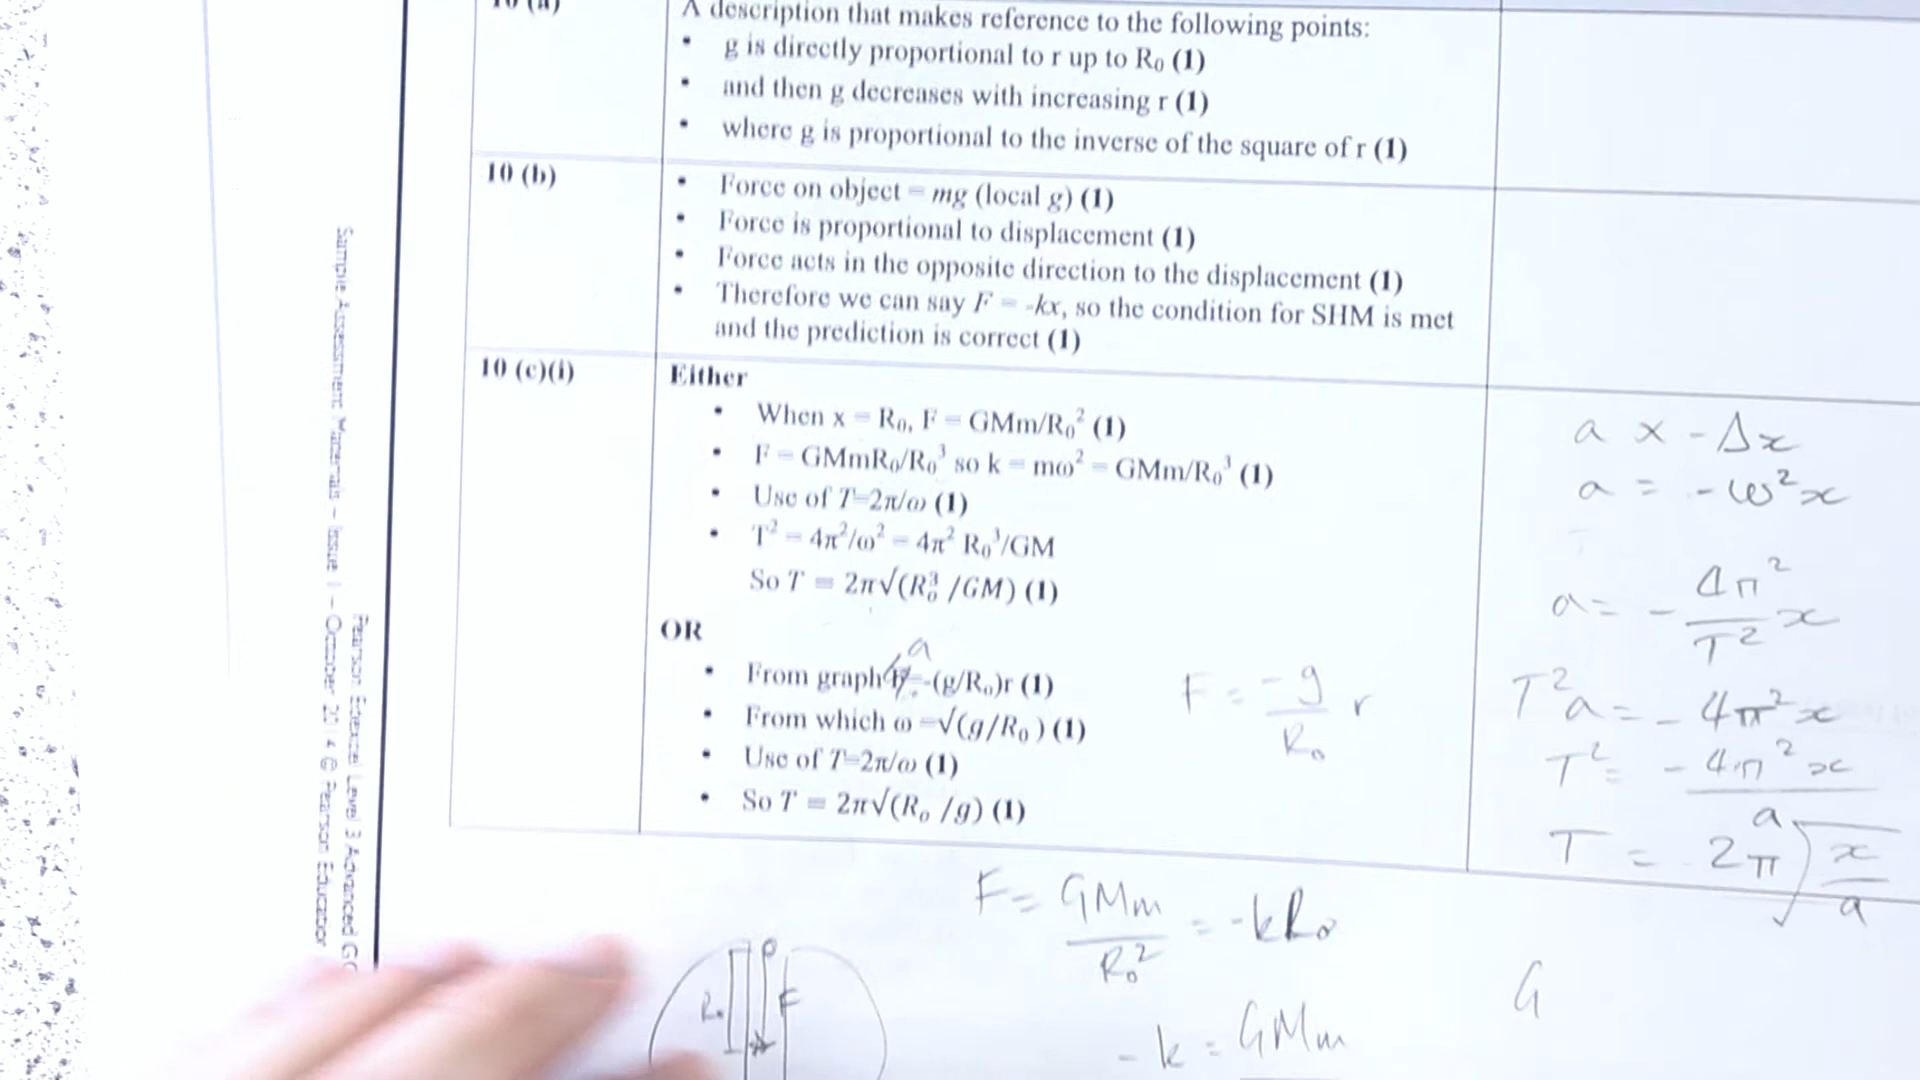 10 (a)
A description that makes reference to the following points:
• g is directly proportional to r up to R₀ (1)
• and then g decreases with increasing r (1)
• where g is proportional to the inverse of the square of r (1)
10 (b)
• Force on object = mg (local g) (1)
• Force is proportional to displacement (1)
• Force acts in the opposite direction to the displacement (1)
• Therefore we can say F = -kx, so the condition for SHM is met
and the prediction is correct (1)
10 (c)(i)
Either
• When x = R₀, F = GMm/R₀² (1)
• F = GMmR₀/R₀³ so k = mω² = GMm/R₀³ (1)
• Use of T=2π/ω (1)
• T² = 4π²/ω² = 4π² R₀³/GM
So T = 2π√(R₀³ /GM) (1)
OR
a
• From graph = -(g/R₀)r (1)
• From which ω =√(g/R₀) (1)
• Use of T=2π/ω (1)
• So T = 2π√(R₀ /g) (1)
a ∝ -Δx
a = -ω²x
a = - 4π²/T² x
T²a = - 4π²x
T² = - 4π²x/a
T = 2π√(x/a)
F = -g/R₀ r
F = GMm/R₀² = -kR₀
- k = GMm
G
R₀
F
Sample Assessment Materials – Issue 1 – October 2014 © Pearson Education
Pearson Edexcel Level 3 Advanced GC